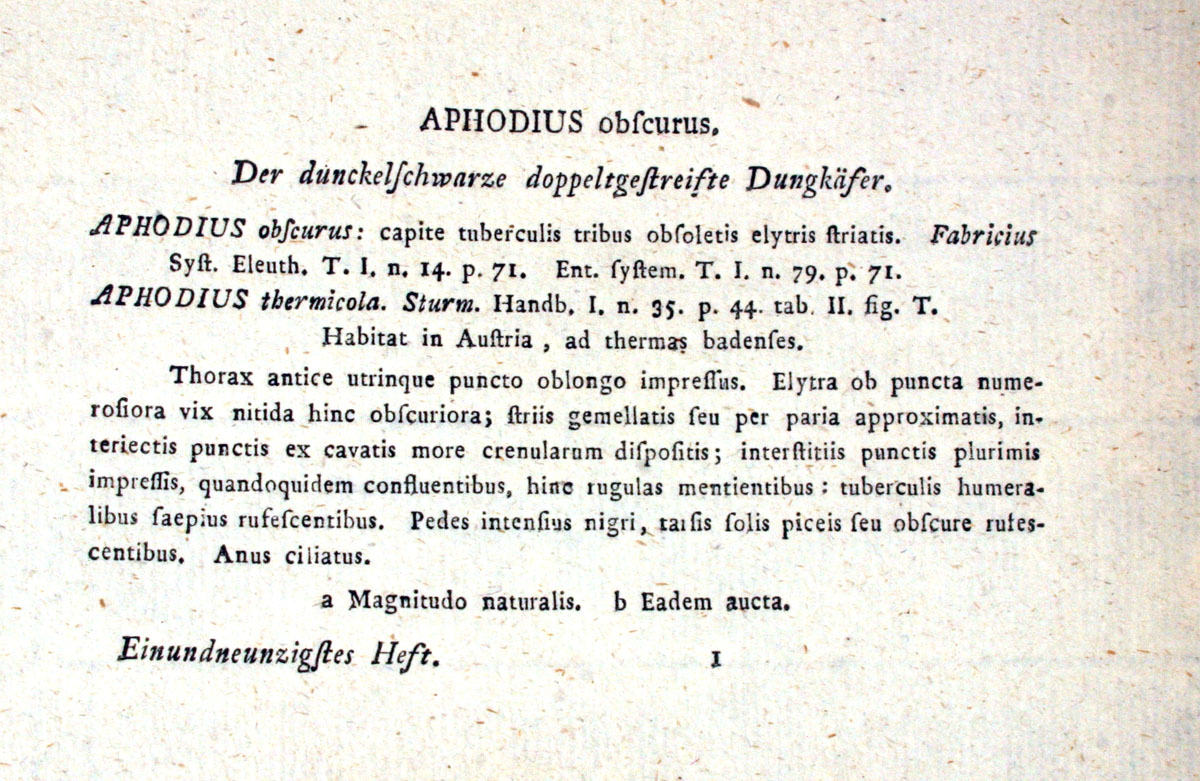 APHODIUS obſcurus.
Der dunckelſchwarze doppeltgeſtreifte Dungkäfer.
APHODIUS obſcurus: capite tuberculis tribus obſoletis elytris ſtriatis. Fabricius
Syſt. Eleuth. T. I. n. 14. p. 71. Ent. ſyſtem. T. I. n. 79. p. 71.
APHODIUS thermicola. Sturm. Handb. I. n. 35. p. 44. tab. II. fig. T.
Habitat in Auſtria, ad thermas badenſes.
Thorax antice utrinque puncto oblongo impreſſus. Elytra ob puncta nume-
roſiora vix nitida hinc obſcuriora; ſtriis gemellatis ſeu per paria approximatis, in-
teriectis punctis ex cavatis more crenularum diſpoſitis; interſtitiis punctis plurimis
impreſſis, quandoquidem confluentibus, hinc rugulas mentientibus: tuberculis humera-
libus ſaepius rufeſcentibus. Pedes intenſius nigri, tarſis ſolis piceis ſeu obſcure rufes-
centibus. Anus ciliatus.
a Magnitudo naturalis. b Eadem aucta.
Einundneunzigſtes Heft. I